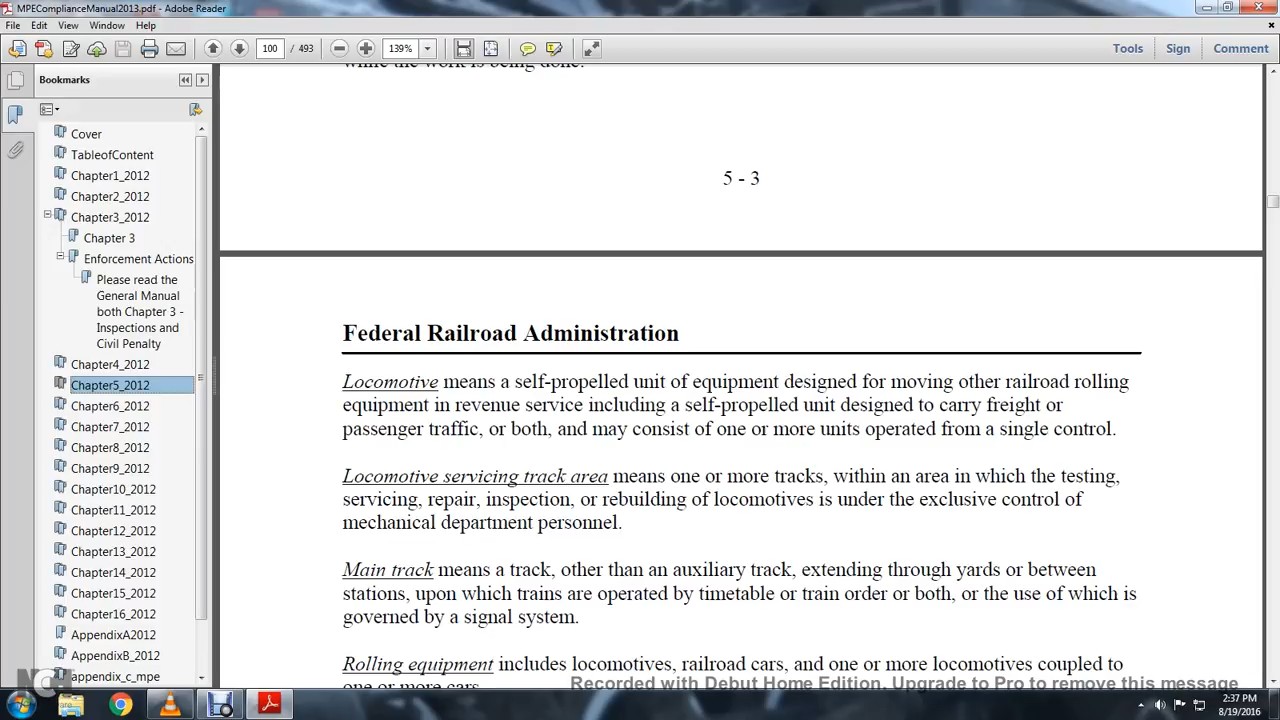 MPEComplianceManual2013.pdf - Adobe Reader
File Edit View Window Help
100 / 493 139% Tools Sign Comment
Bookmarks
Cover
TableofContent
Chapter1_2012
Chapter2_2012
Chapter3_2012
Chapter 3
Enforcement Actions
Please read the
General Manual
both Chapter 3 -
Inspections and
Civil Penalty
Chapter4_2012
Chapter5_2012
Chapter6_2012
Chapter7_2012
Chapter8_2012
Chapter9_2012
Chapter10_2012
Chapter11_2012
Chapter12_2012
Chapter13_2012
Chapter14_2012
Chapter15_2012
Chapter16_2012
AppendixA2012
AppendixB_2012
appendix_c_mpe
while the work is being done.
5 - 3
Federal Railroad Administration
Locomotive means a self-propelled unit of equipment designed for moving other railroad rolling
equipment in revenue service including a self-propelled unit designed to carry freight or
passenger traffic, or both, and may consist of one or more units operated from a single control.
Locomotive servicing track area means one or more tracks, within an area in which the testing,
servicing, repair, inspection, or rebuilding of locomotives is under the exclusive control of
mechanical department personnel.
Main track means a track, other than an auxiliary track, extending through yards or between
stations, upon which trains are operated by timetable or train order or both, or the use of which is
governed by a signal system.
Rolling equipment includes locomotives, railroad cars, and one or more locomotives coupled to
one or more cars.
Recorded with Debut Home Edition. Upgrade to Pro to remove this message
2:37 PM
8/19/2016